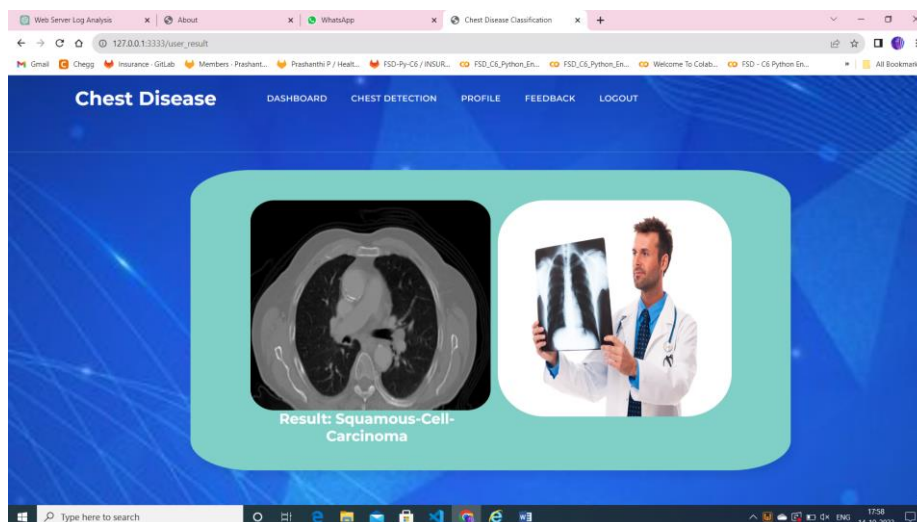 Web Server Log Analysis
About
WhatsApp
Chest Disease Classification
127.0.0.1:3333/user_result
Gmail
Chegg
Insurance · GitLab
Members · Prashant...
Prashanthi P / Healt...
FSD-Py-C6 / INSUR...
FSD_C6_Python_En...
FSD_C6_Python_En...
Welcome To Colab...
FSD - C6 Python En...
All Bookmark
Chest Disease
DASHBOARD
CHEST DETECTION
PROFILE
FEEDBACK
LOGOUT
Result: Squamous-Cell-
Carcinoma
Type here to search
ENG
17:58